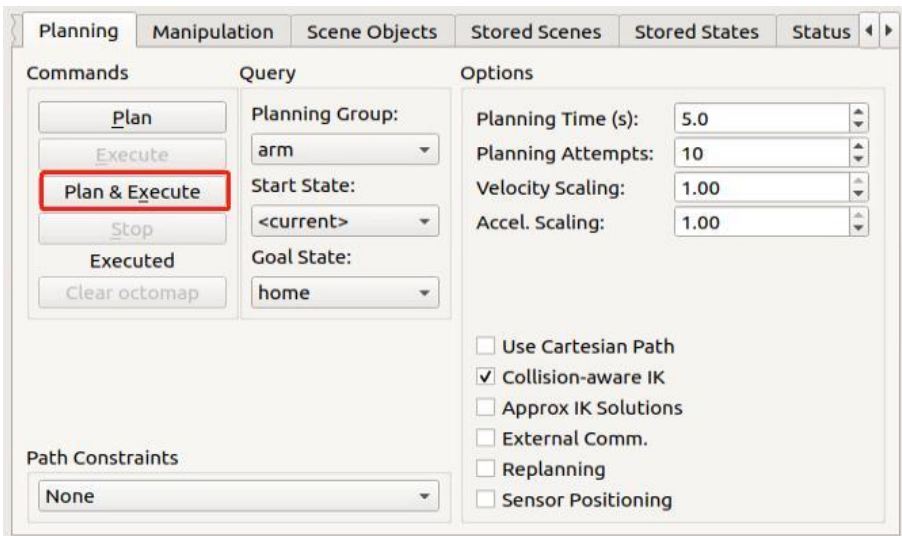 Planning Manipulation Scene Objects Stored Scenes Stored States Status
Commands
Plan
Execute
Plan & Execute
Stop
Executed
Clear octomap
Query
Planning Group:
arm
Start State:
<current>
Goal State:
home
Options
Planning Time (s): 5.0
Planning Attempts: 10
Velocity Scaling: 1.00
Accel. Scaling: 1.00
Use Cartesian Path
Collision-aware IK
Approx IK Solutions
External Comm.
Replanning
Sensor Positioning
Path Constraints
None